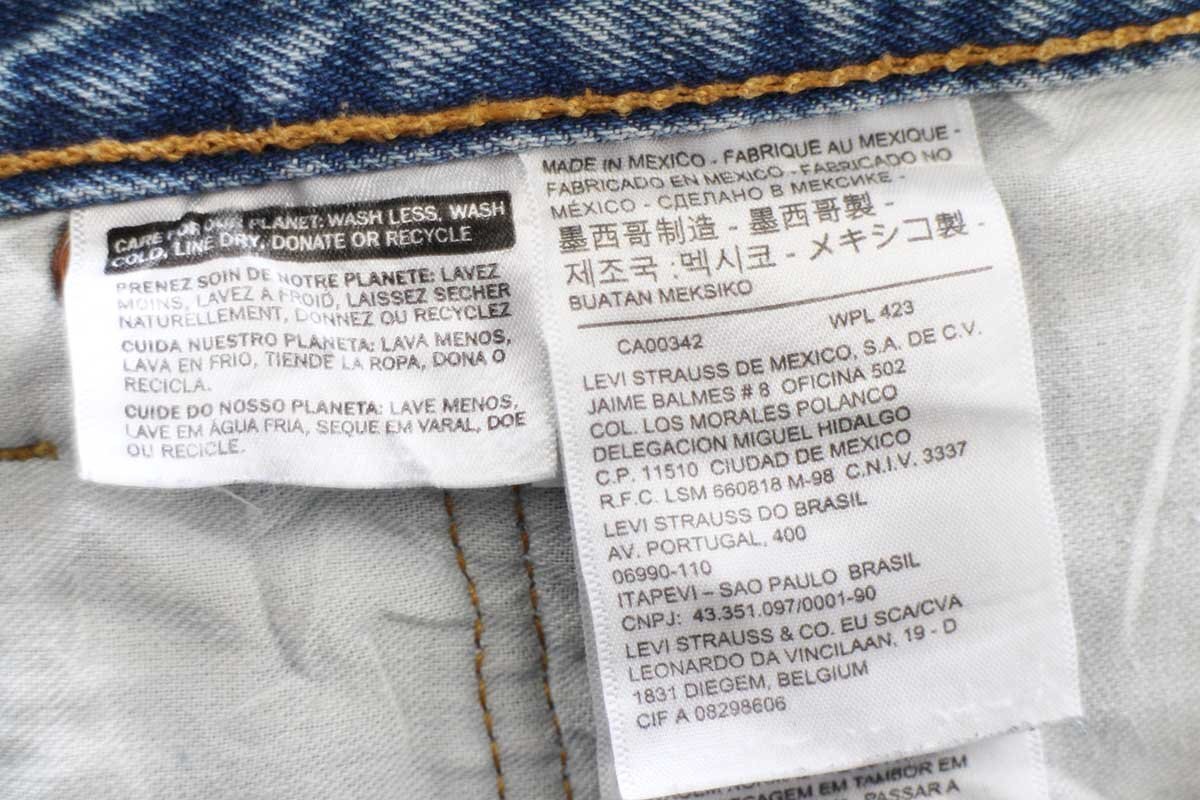 CARE FOR OUR PLANET: WASH LESS, WASH
COLD, LINE DRY, DONATE OR RECYCLE
PRENEZ SOIN DE NOTRE PLANETE: LAVEZ
MOINS, LAVEZ A FROID, LAISSEZ SECHER
NATURELLEMENT, DONNEZ OU RECYCLEZ
CUIDA NUESTRO PLANETA: LAVA MENOS,
LAVA EN FRIO, TIENDE LA ROPA, DONA O
RECICLA.
CUIDE DO NOSSO PLANETA: LAVE MENOS,
LAVE EM ÁGUA FRIA, SEQUE EM VARAL, DOE
OU RECICLE.
MADE IN MEXICO - FABRIQUE AU MEXIQUE -
FABRICADO EN MEXICO - FABRICADO NO
MÉXICO - СДЕЛАНО В МЕКСИКЕ -
墨西哥制造 - 墨西哥製 -
제조국 :멕시코 - メキシコ製 -
BUATAN MEKSIKO
CA00342 WPL 423
LEVI STRAUSS DE MEXICO, S.A. DE C.V.
JAIME BALMES # 8 OFICINA 502
COL. LOS MORALES POLANCO
DELEGACION MIGUEL HIDALGO
C.P. 11510 CIUDAD DE MEXICO
R.F.C. LSM 660818 M-98 C.N.I.V. 3337
LEVI STRAUSS DO BRASIL
AV. PORTUGAL, 400
06990-110
ITAPEVI – SAO PAULO BRASIL
CNPJ: 43.351.097/0001-90
LEVI STRAUSS & CO. EU SCA/CVA
LEONARDO DA VINCILAAN. 19 - D
1831 DIEGEM, BELGIUM
CIF A 08298606
EM TAMBOR EM
PASSAR A